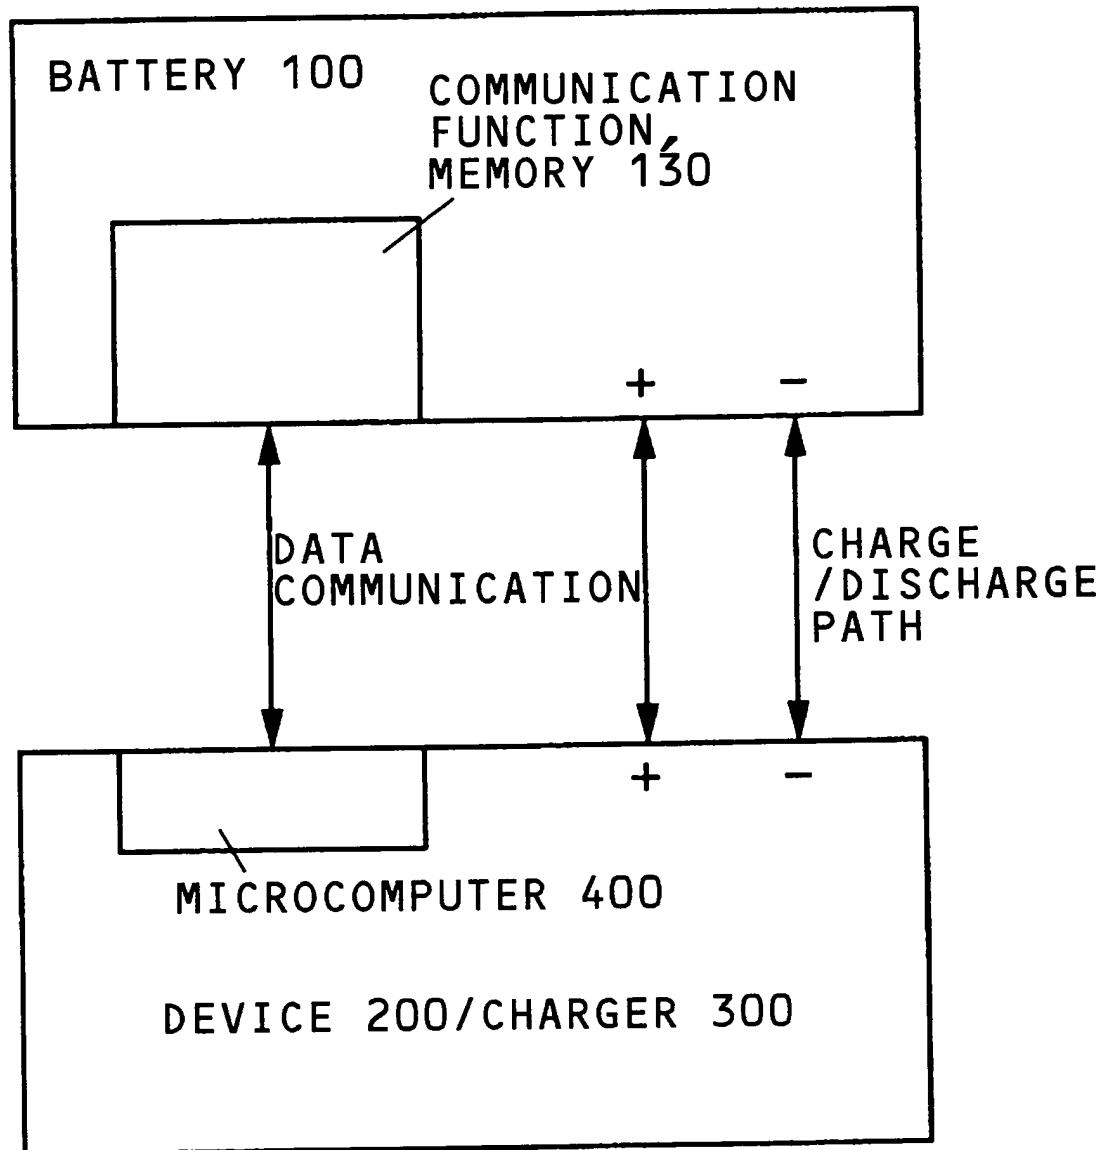 BATTERY 100
COMMUNICATION
FUNCTION,
MEMORY 130
+ −
DATA
COMMUNICATION
CHARGE
/DISCHARGE
PATH
+ −
MICROCOMPUTER 400
DEVICE 200/CHARGER 300